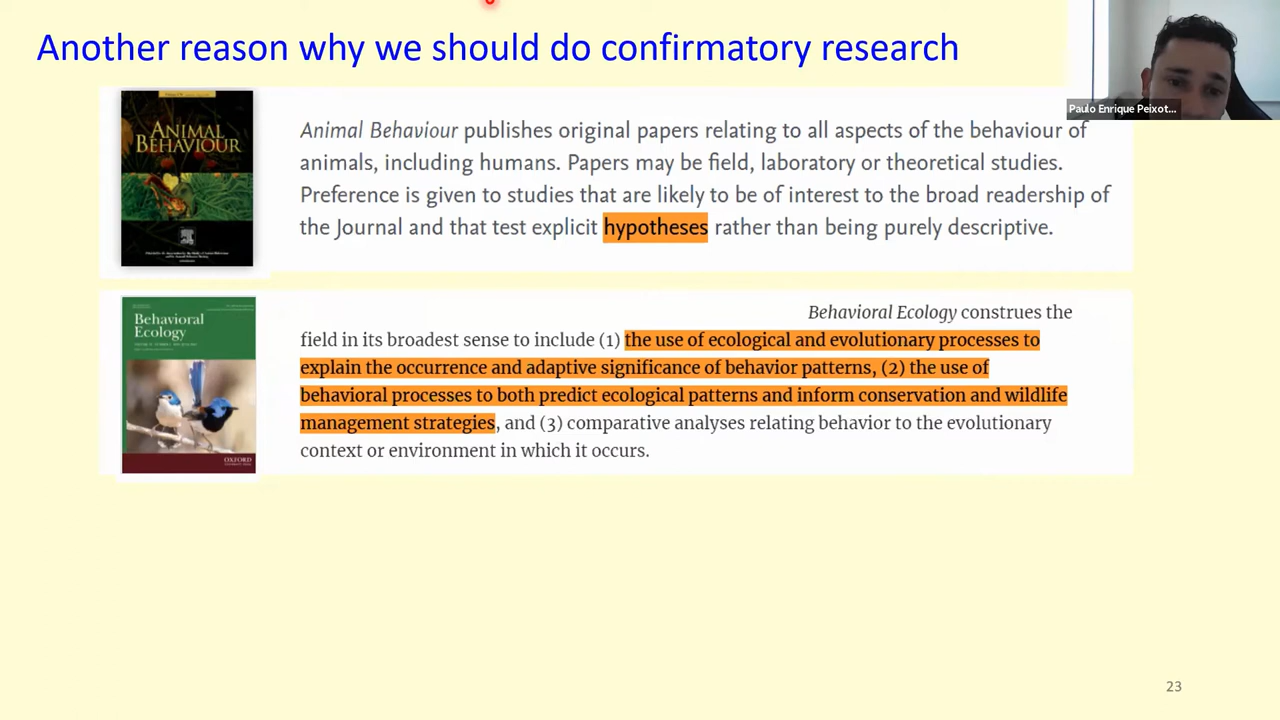 Another reason why we should do confirmatory research
Paulo Enrique Peixot...
ANIMAL
BEHAVIOUR
Animal Behaviour publishes original papers relating to all aspects of the behaviour of
animals, including humans. Papers may be field, laboratory or theoretical studies.
Preference is given to studies that are likely to be of interest to the broad readership of
the Journal and that test explicit hypotheses rather than being purely descriptive.
Behavioral
Ecology
OXFORD
Behavioral Ecology construes the
field in its broadest sense to include (1) the use of ecological and evolutionary processes to
explain the occurrence and adaptive significance of behavior patterns, (2) the use of
behavioral processes to both predict ecological patterns and inform conservation and wildlife
management strategies, and (3) comparative analyses relating behavior to the evolutionary
context or environment in which it occurs.
23